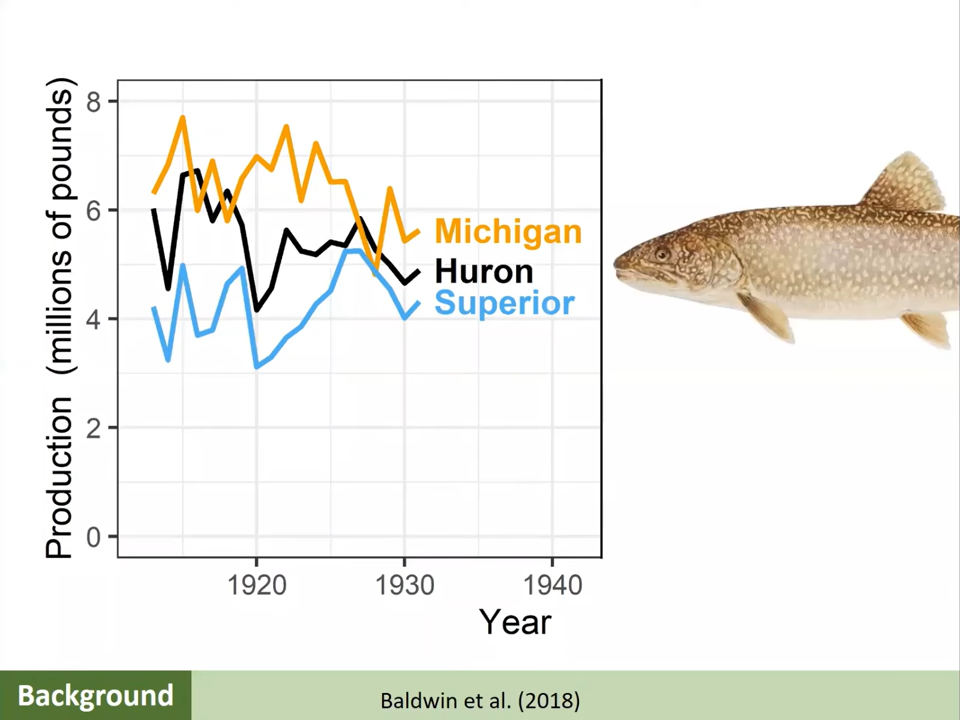 Production (millions of pounds)
8
6
4
2
0
Michigan
Huron
Superior
1920 1930 1940
Year
Background
Baldwin et al. (2018)